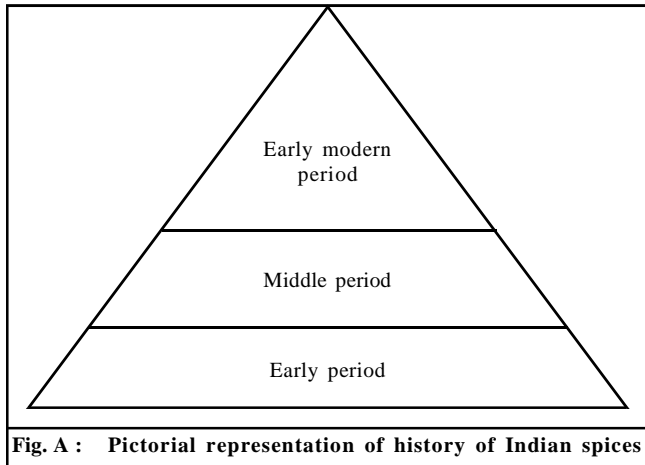 Early modern
period
Middle period
Early period
Fig. A : Pictorial representation of history of Indian spices